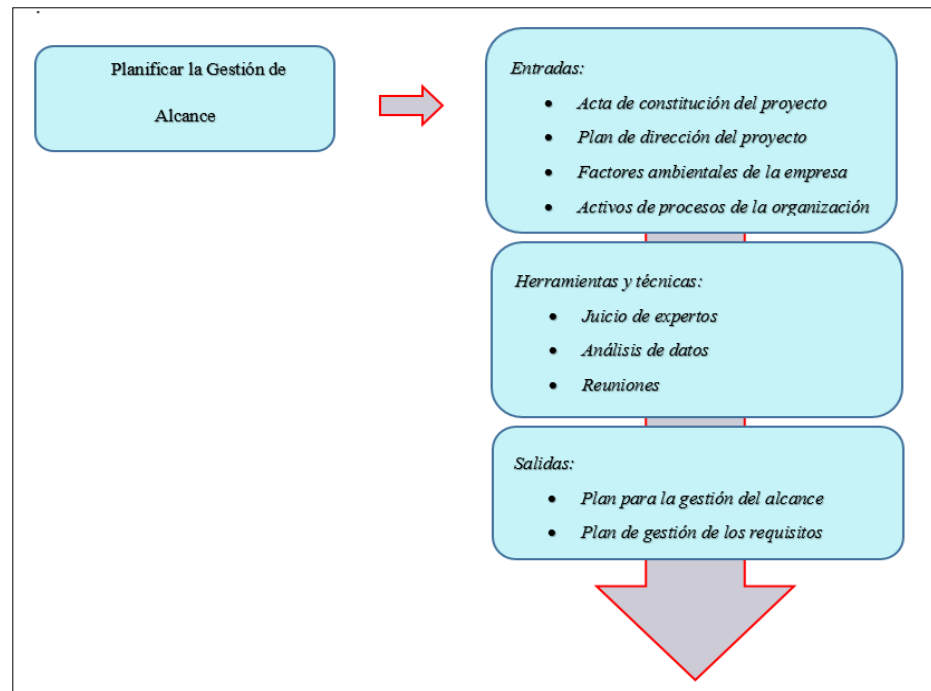 Planificar la Gestión de
Alcance
Entradas:
• Acta de constitución del proyecto
• Plan de dirección del proyecto
• Factores ambientales de la empresa
• Activos de procesos de la organización
Herramientas y técnicas:
• Juicio de expertos
• Análisis de datos
• Reuniones
Salidas:
• Plan para la gestión del alcance
• Plan de gestión de los requisitos